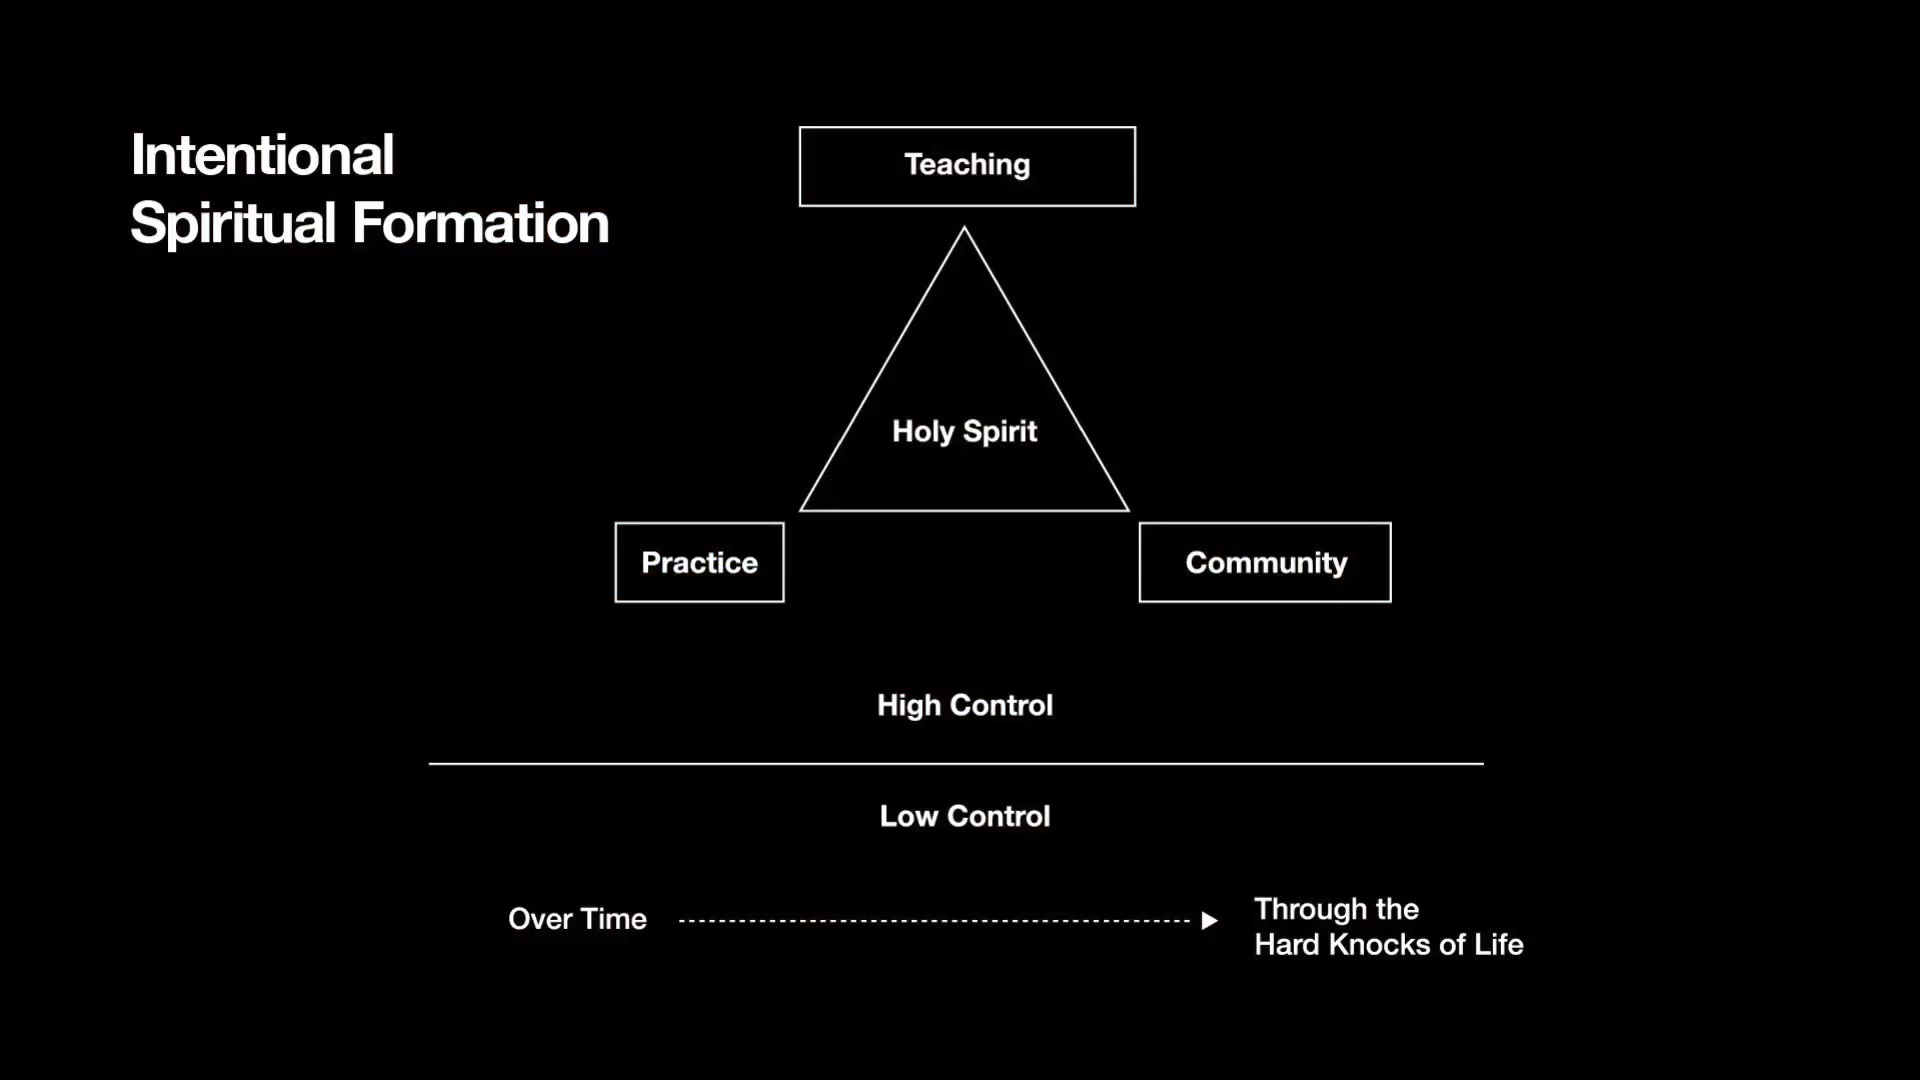 Intentional
Spiritual Formation
Teaching
Holy Spirit
Practice
Community
High Control
Low Control
Over Time
Through the
Hard Knocks of Life